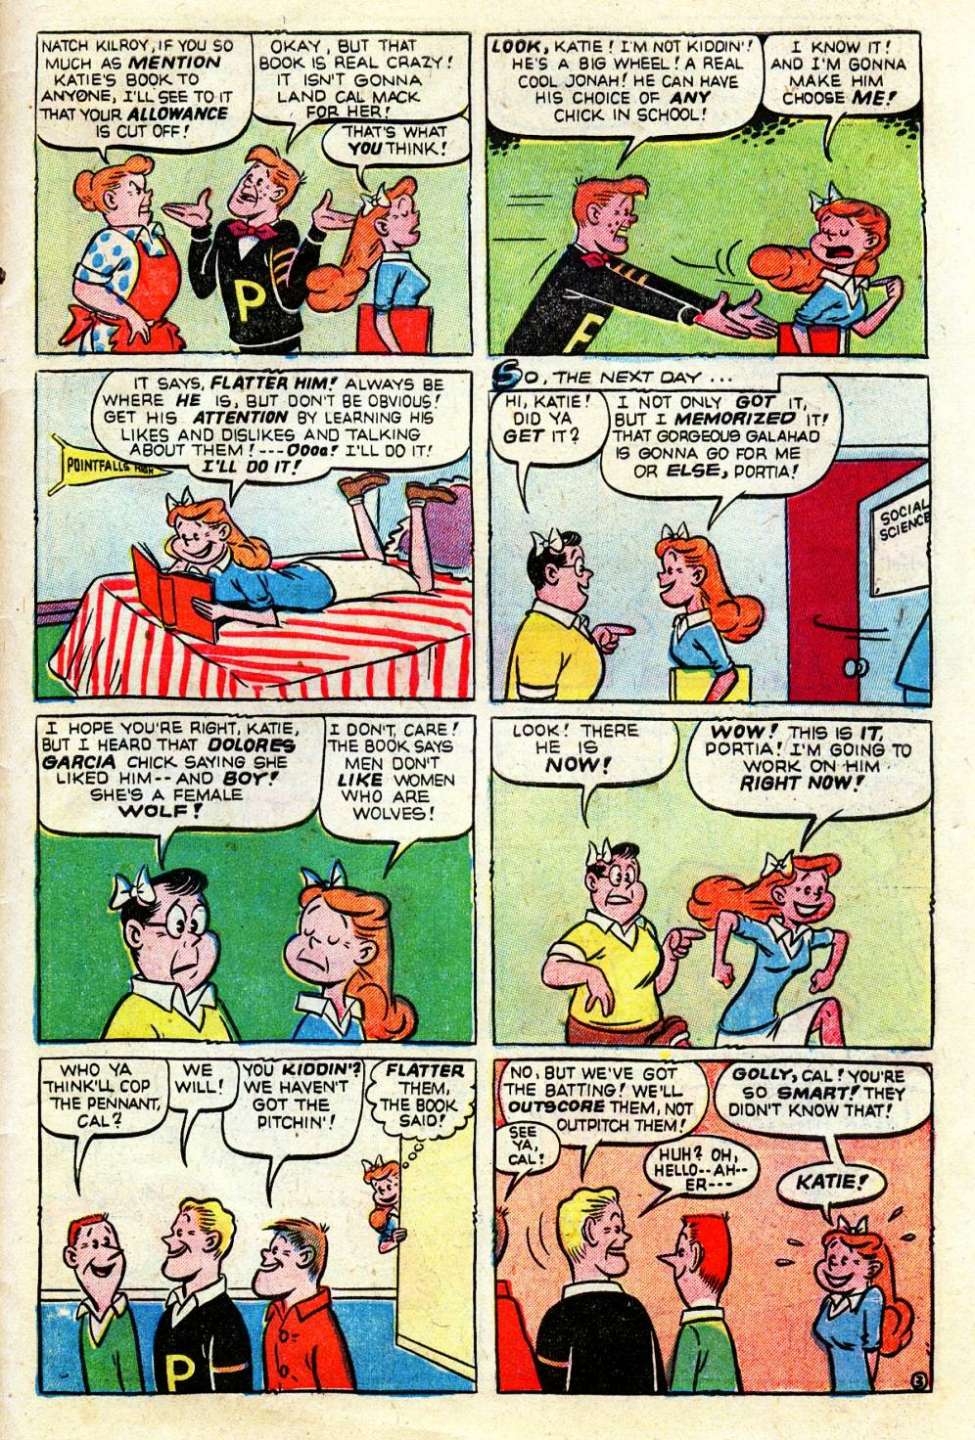 NATCH KILROY, IF YOU SO
MUCH AS MENTION
KATIE'S BOOK TO
ANYONE, I'LL SEE TO IT
THAT YOUR ALLOWANCE
IS CUT OFF!
OKAY, BUT THAT
BOOK IS REAL CRAZY!
IT ISN'T GONNA
LAND CAL MACK
FOR HER!
THAT'S WHAT
YOU THINK!
P
LOOK, KATIE! I'M NOT KIDDIN'!
HE'S A BIG WHEEL! A REAL
COOL JONAH! HE CAN HAVE
HIS CHOICE OF ANY
CHICK IN SCHOOL!
I KNOW IT!
AND I'M GONNA
MAKE HIM
CHOOSE ME!
P
IT SAYS, FLATTER HIM! ALWAYS BE
WHERE HE IS, BUT DON'T BE OBVIOUS!
GET HIS ATTENTION BY LEARNING HIS
LIKES AND DISLIKES AND TALKING
ABOUT THEM!---OOOO! I'LL DO IT!
I'LL DO IT!
POINTFALLS HIGH
SO, THE NEXT DAY...
HI, KATIE!
DID YA
GET IT?
I NOT ONLY GOT IT,
BUT I MEMORIZED IT!
THAT GORGEOUS GALAHAD
IS GONNA GO FOR ME
OR ELSE, PORTIA!
SOCIAL
SCIENCE
I HOPE YOU'RE RIGHT, KATIE,
BUT I HEARD THAT DOLORES
GARCIA CHICK SAYING SHE
LIKED HIM--AND BOY!
SHE'S A FEMALE
WOLF!
I DON'T CARE!
THE BOOK SAYS
MEN DON'T
LIKE WOMEN
WHO ARE
WOLVES!
LOOK! THERE
HE IS
NOW!
WOW! THIS IS IT,
PORTIA! I'M GOING TO
WORK ON HIM
RIGHT NOW!
WHO YA
THINK'LL COP
THE PENNANT,
CAL?
WE
WILL!
YOU KIDDIN'?
WE HAVEN'T
GOT THE
PITCHIN'!
FLATTER
THEM,
THE BOOK
SAID!
P
NO, BUT WE'VE GOT
THE BATTING! WE'LL
OUTSCORE THEM, NOT
OUTPITCH THEM!
SEE
YA,
CAL!
HUH? OH,
HELLO--AH--
ER---
GOLLY, CAL! YOU'RE
SO SMART! THEY
DIDN'T KNOW THAT!
KATIE!
3